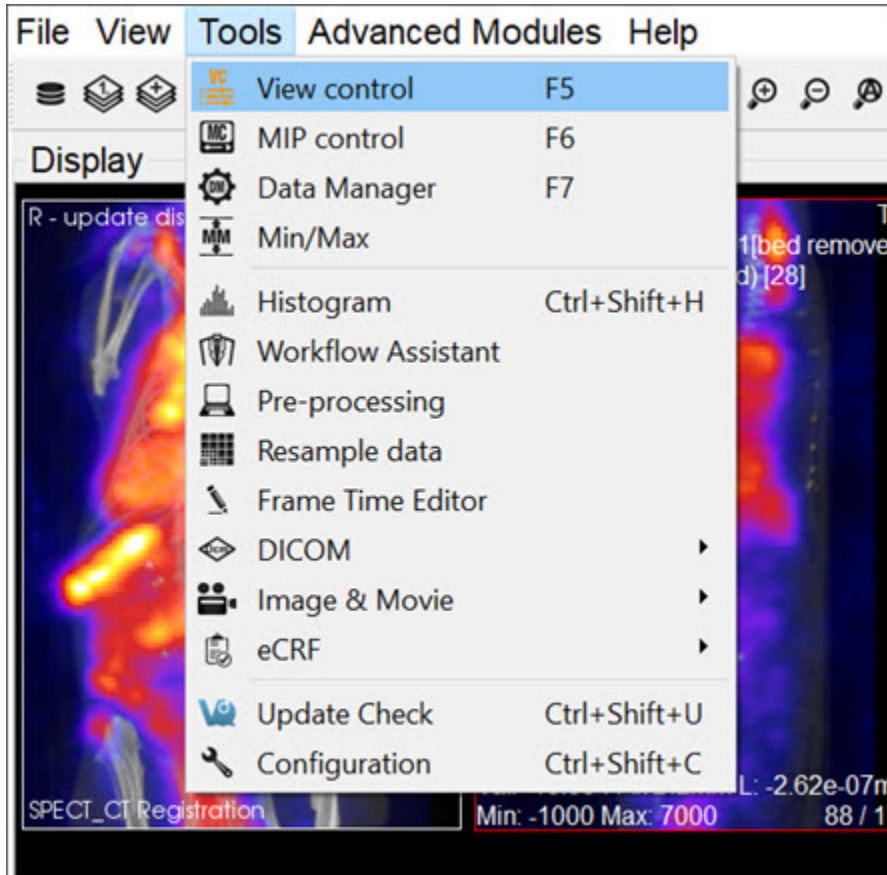 File View Tools Advanced Modules Help
VC View control F5
MC MIP control F6
Display
DM Data Manager F7
R - update dis
MM Min/Max
1[bed remove
d) [28]
Histogram Ctrl+Shift+H
Workflow Assistant
Pre-processing
Resample data
Frame Time Editor
DICOM
Image & Movie
eCRF
Update Check Ctrl+Shift+U
Configuration Ctrl+Shift+C
L: -2.62e-07m
SPECT_CT Registration
Min: -1000 Max: 7000 88 / 1